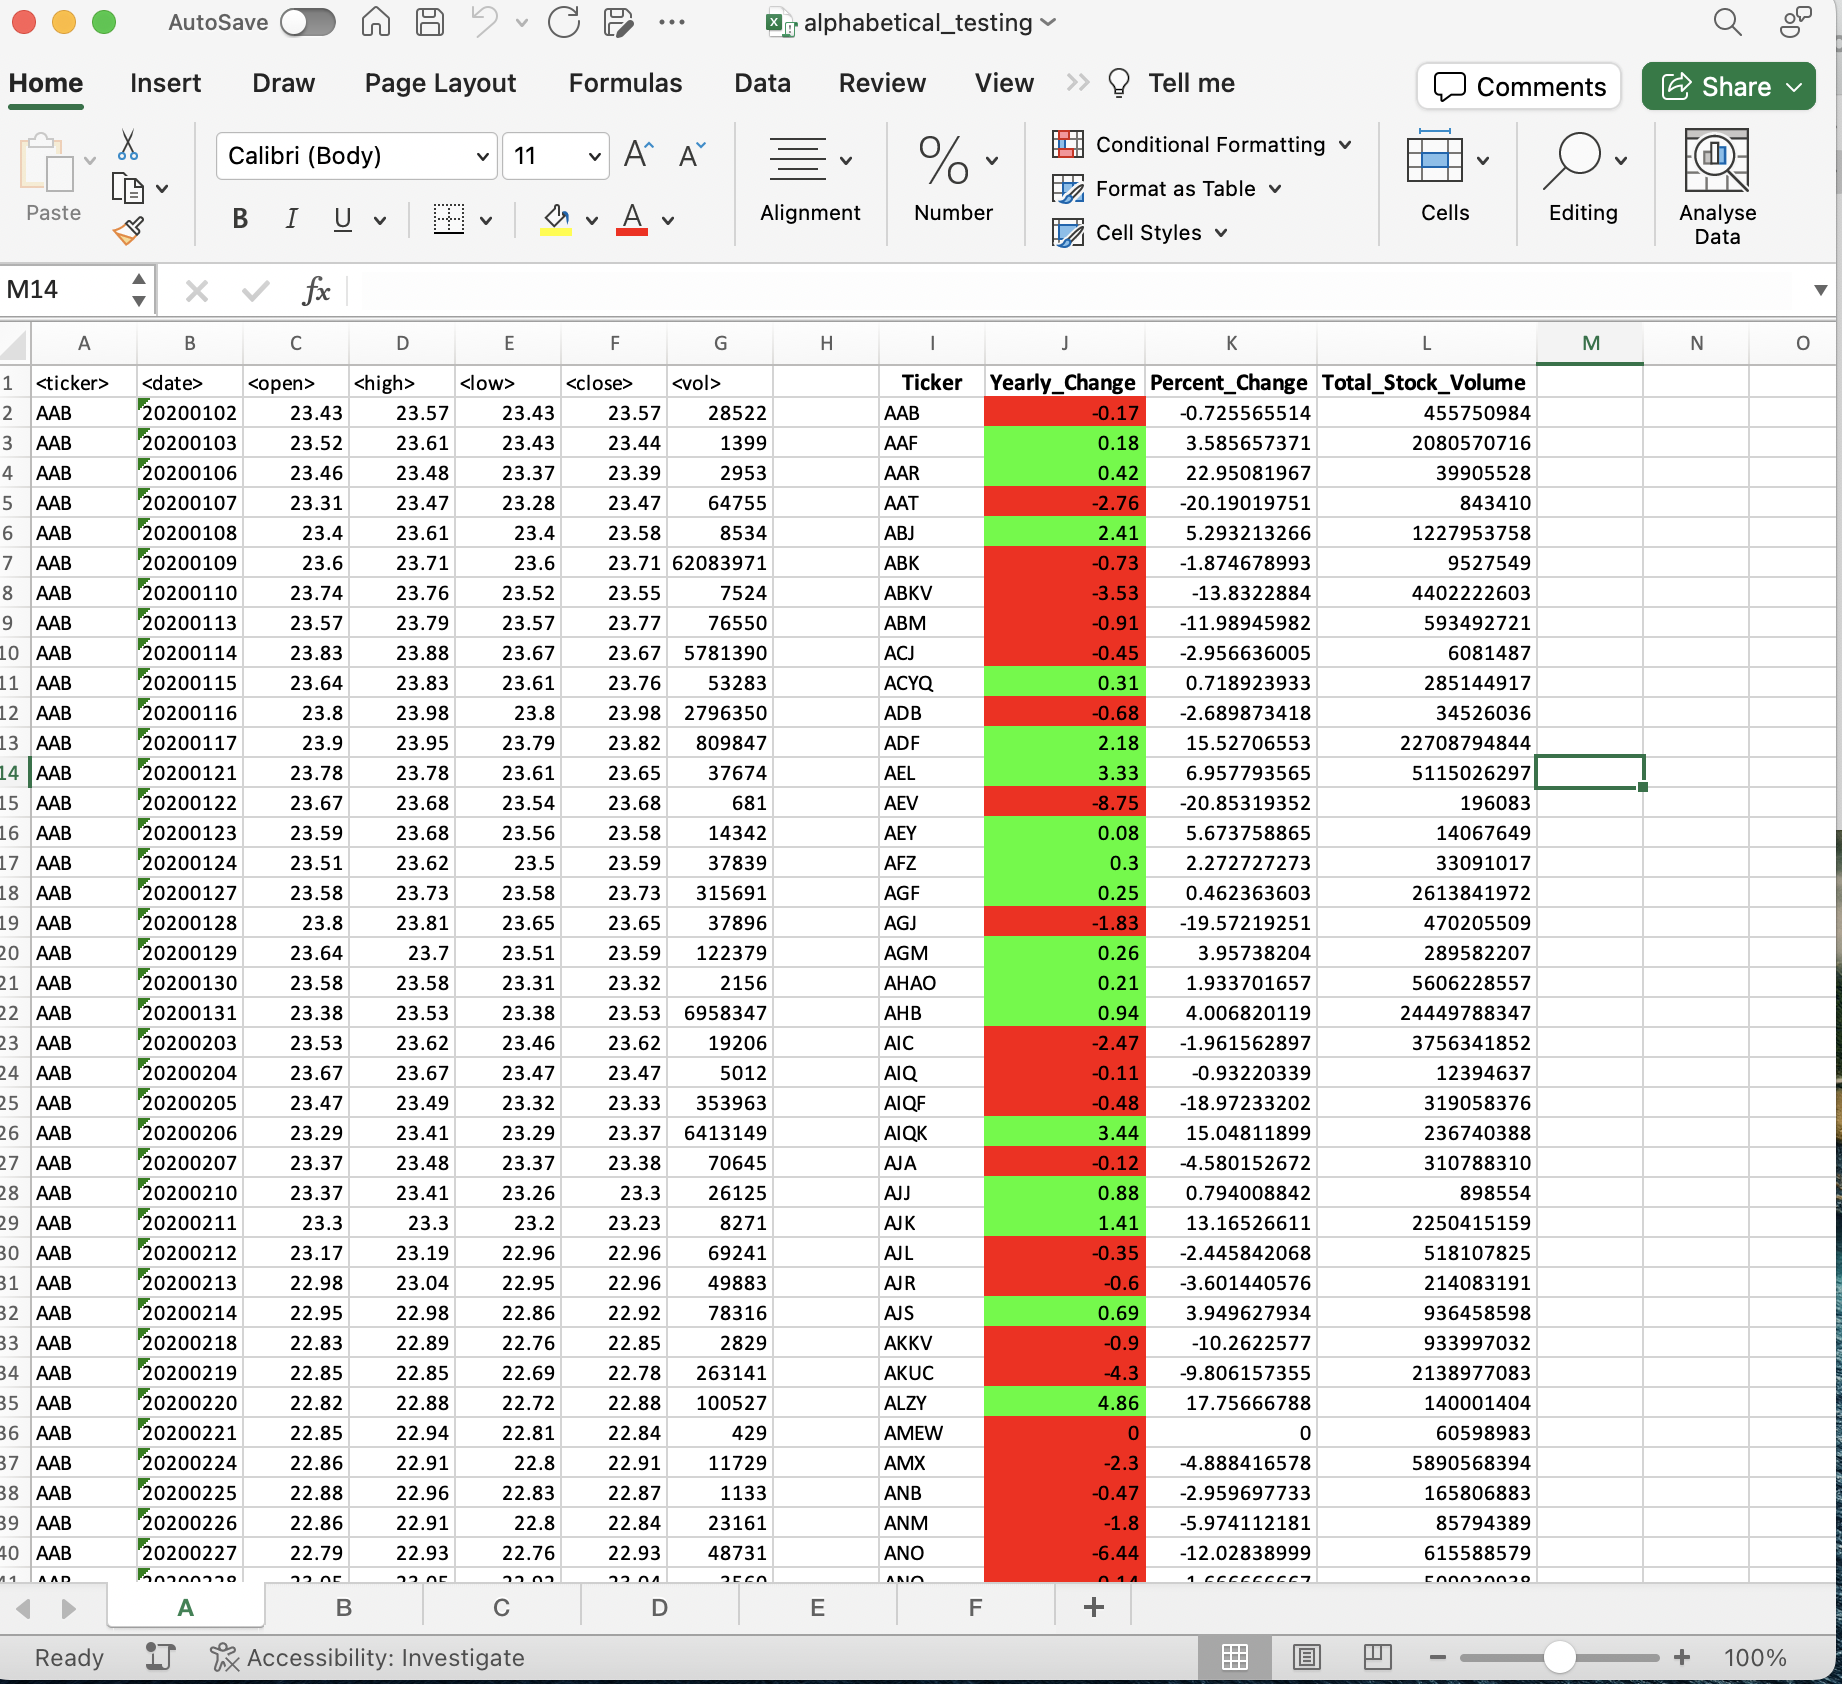 AutoSave alphabetical_testing
Home Insert Draw Page Layout Formulas Data Review View Tell me Comments Share
Paste Calibri (Body) 11 A A Alignment % Number Conditional Formatting Cells Editing Analyse Data
Format as Table
B I U A Cell Styles
M14 fx
A B C D E F G H I J K L M N O
1 <ticker> <date> <open> <high> <low> <close> <vol> Ticker Yearly_Change Percent_Change Total_Stock_Volume
2 AAB 20200102 23.43 23.57 23.43 23.57 28522 AAB -0.17 -0.725565514 455750984
3 AAB 20200103 23.52 23.61 23.43 23.44 1399 AAF 0.18 3.585657371 2080570716
4 AAB 20200106 23.46 23.48 23.37 23.39 2953 AAR 0.42 22.95081967 39905528
5 AAB 20200107 23.31 23.47 23.28 23.47 64755 AAT -2.76 -20.19019751 843410
6 AAB 20200108 23.4 23.61 23.4 23.58 8534 ABJ 2.41 5.293213266 1227953758
7 AAB 20200109 23.6 23.71 23.6 23.71 62083971 ABK -0.73 -1.874678993 9527549
8 AAB 20200110 23.74 23.76 23.52 23.55 7524 ABKV -3.53 -13.8322884 4402222603
9 AAB 20200113 23.57 23.79 23.57 23.77 76550 ABM -0.91 -11.98945982 593492721
10 AAB 20200114 23.83 23.88 23.67 23.67 5781390 ACJ -0.45 -2.956636005 6081487
11 AAB 20200115 23.64 23.83 23.61 23.76 53283 ACYQ 0.31 0.718923933 285144917
12 AAB 20200116 23.8 23.98 23.8 23.98 2796350 ADB -0.68 -2.689873418 34526036
13 AAB 20200117 23.9 23.95 23.79 23.82 809847 ADF 2.18 15.52706553 22708794844
14 AAB 20200121 23.78 23.78 23.61 23.65 37674 AEL 3.33 6.957793565 5115026297
15 AAB 20200122 23.67 23.68 23.54 23.68 681 AEV -8.75 -20.85319352 196083
16 AAB 20200123 23.59 23.68 23.56 23.58 14342 AEY 0.08 5.673758865 14067649
17 AAB 20200124 23.51 23.62 23.5 23.59 37839 AFZ 0.3 2.272727273 33091017
18 AAB 20200127 23.58 23.73 23.58 23.73 315691 AGF 0.25 0.462363603 2613841972
19 AAB 20200128 23.8 23.81 23.65 23.65 37896 AGJ -1.83 -19.57219251 470205509
20 AAB 20200129 23.64 23.7 23.51 23.59 122379 AGM 0.26 3.95738204 289582207
21 AAB 20200130 23.58 23.58 23.31 23.32 2156 AHAO 0.21 1.933701657 5606228557
22 AAB 20200131 23.38 23.53 23.38 23.53 6958347 AHB 0.94 4.006820119 24449788347
23 AAB 20200203 23.53 23.62 23.46 23.62 19206 AIC -2.47 -1.961562897 3756341852
24 AAB 20200204 23.67 23.67 23.47 23.47 5012 AIQ -0.11 -0.93220339 12394637
25 AAB 20200205 23.47 23.49 23.32 23.33 353963 AIQF -0.48 -18.97233202 319058376
26 AAB 20200206 23.29 23.41 23.29 23.37 6413149 AIQK 3.44 15.04811899 236740388
27 AAB 20200207 23.37 23.48 23.37 23.38 70645 AJA -0.12 -4.580152672 310788310
28 AAB 20200210 23.37 23.41 23.26 23.3 26125 AJJ 0.88 0.794008842 898554
29 AAB 20200211 23.3 23.3 23.2 23.23 8271 AJK 1.41 13.16526611 2250415159
30 AAB 20200212 23.17 23.19 22.96 22.96 69241 AJL -0.35 -2.445842068 518107825
31 AAB 20200213 22.98 23.04 22.95 22.96 49883 AJR -0.6 -3.601440576 214083191
32 AAB 20200214 22.95 22.98 22.86 22.92 78316 AJS 0.69 3.949627934 936458598
33 AAB 20200218 22.83 22.89 22.76 22.85 2829 AKKV -0.9 -10.2622577 933997032
34 AAB 20200219 22.85 22.85 22.69 22.78 263141 AKUC -4.3 -9.806157355 2138977083
35 AAB 20200220 22.82 22.88 22.72 22.88 100527 ALZY 4.86 17.75666788 140001404
36 AAB 20200221 22.85 22.94 22.81 22.84 429 AMEW 0 0 60598983
37 AAB 20200224 22.86 22.91 22.8 22.91 11729 AMX -2.3 -4.888416578 5890568394
38 AAB 20200225 22.88 22.96 22.83 22.87 1133 ANB -0.47 -2.959697733 165806883
39 AAB 20200226 22.86 22.91 22.8 22.84 23161 ANM -1.8 -5.974112181 85794389
40 AAB 20200227 22.79 22.93 22.76 22.93 48731 ANO -6.44 -12.02838999 615588579
A B C D E F +
Ready Accessibility: Investigate 100%